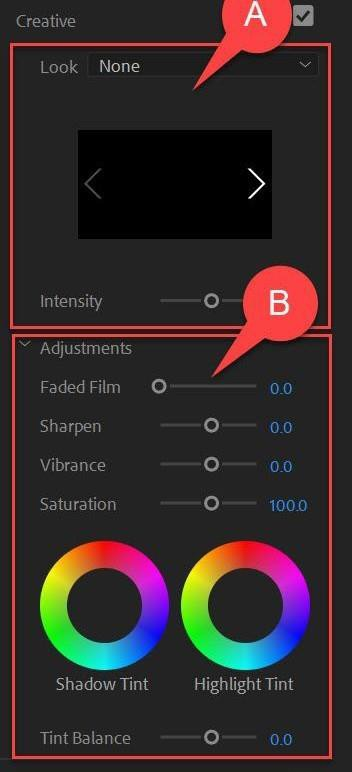 Creative
A
Look None
Intensity
B
Adjustments
Faded Film 0.0
Sharpen 0.0
Vibrance 0.0
Saturation 100.0
Shadow Tint Highlight Tint
Tint Balance 0.0